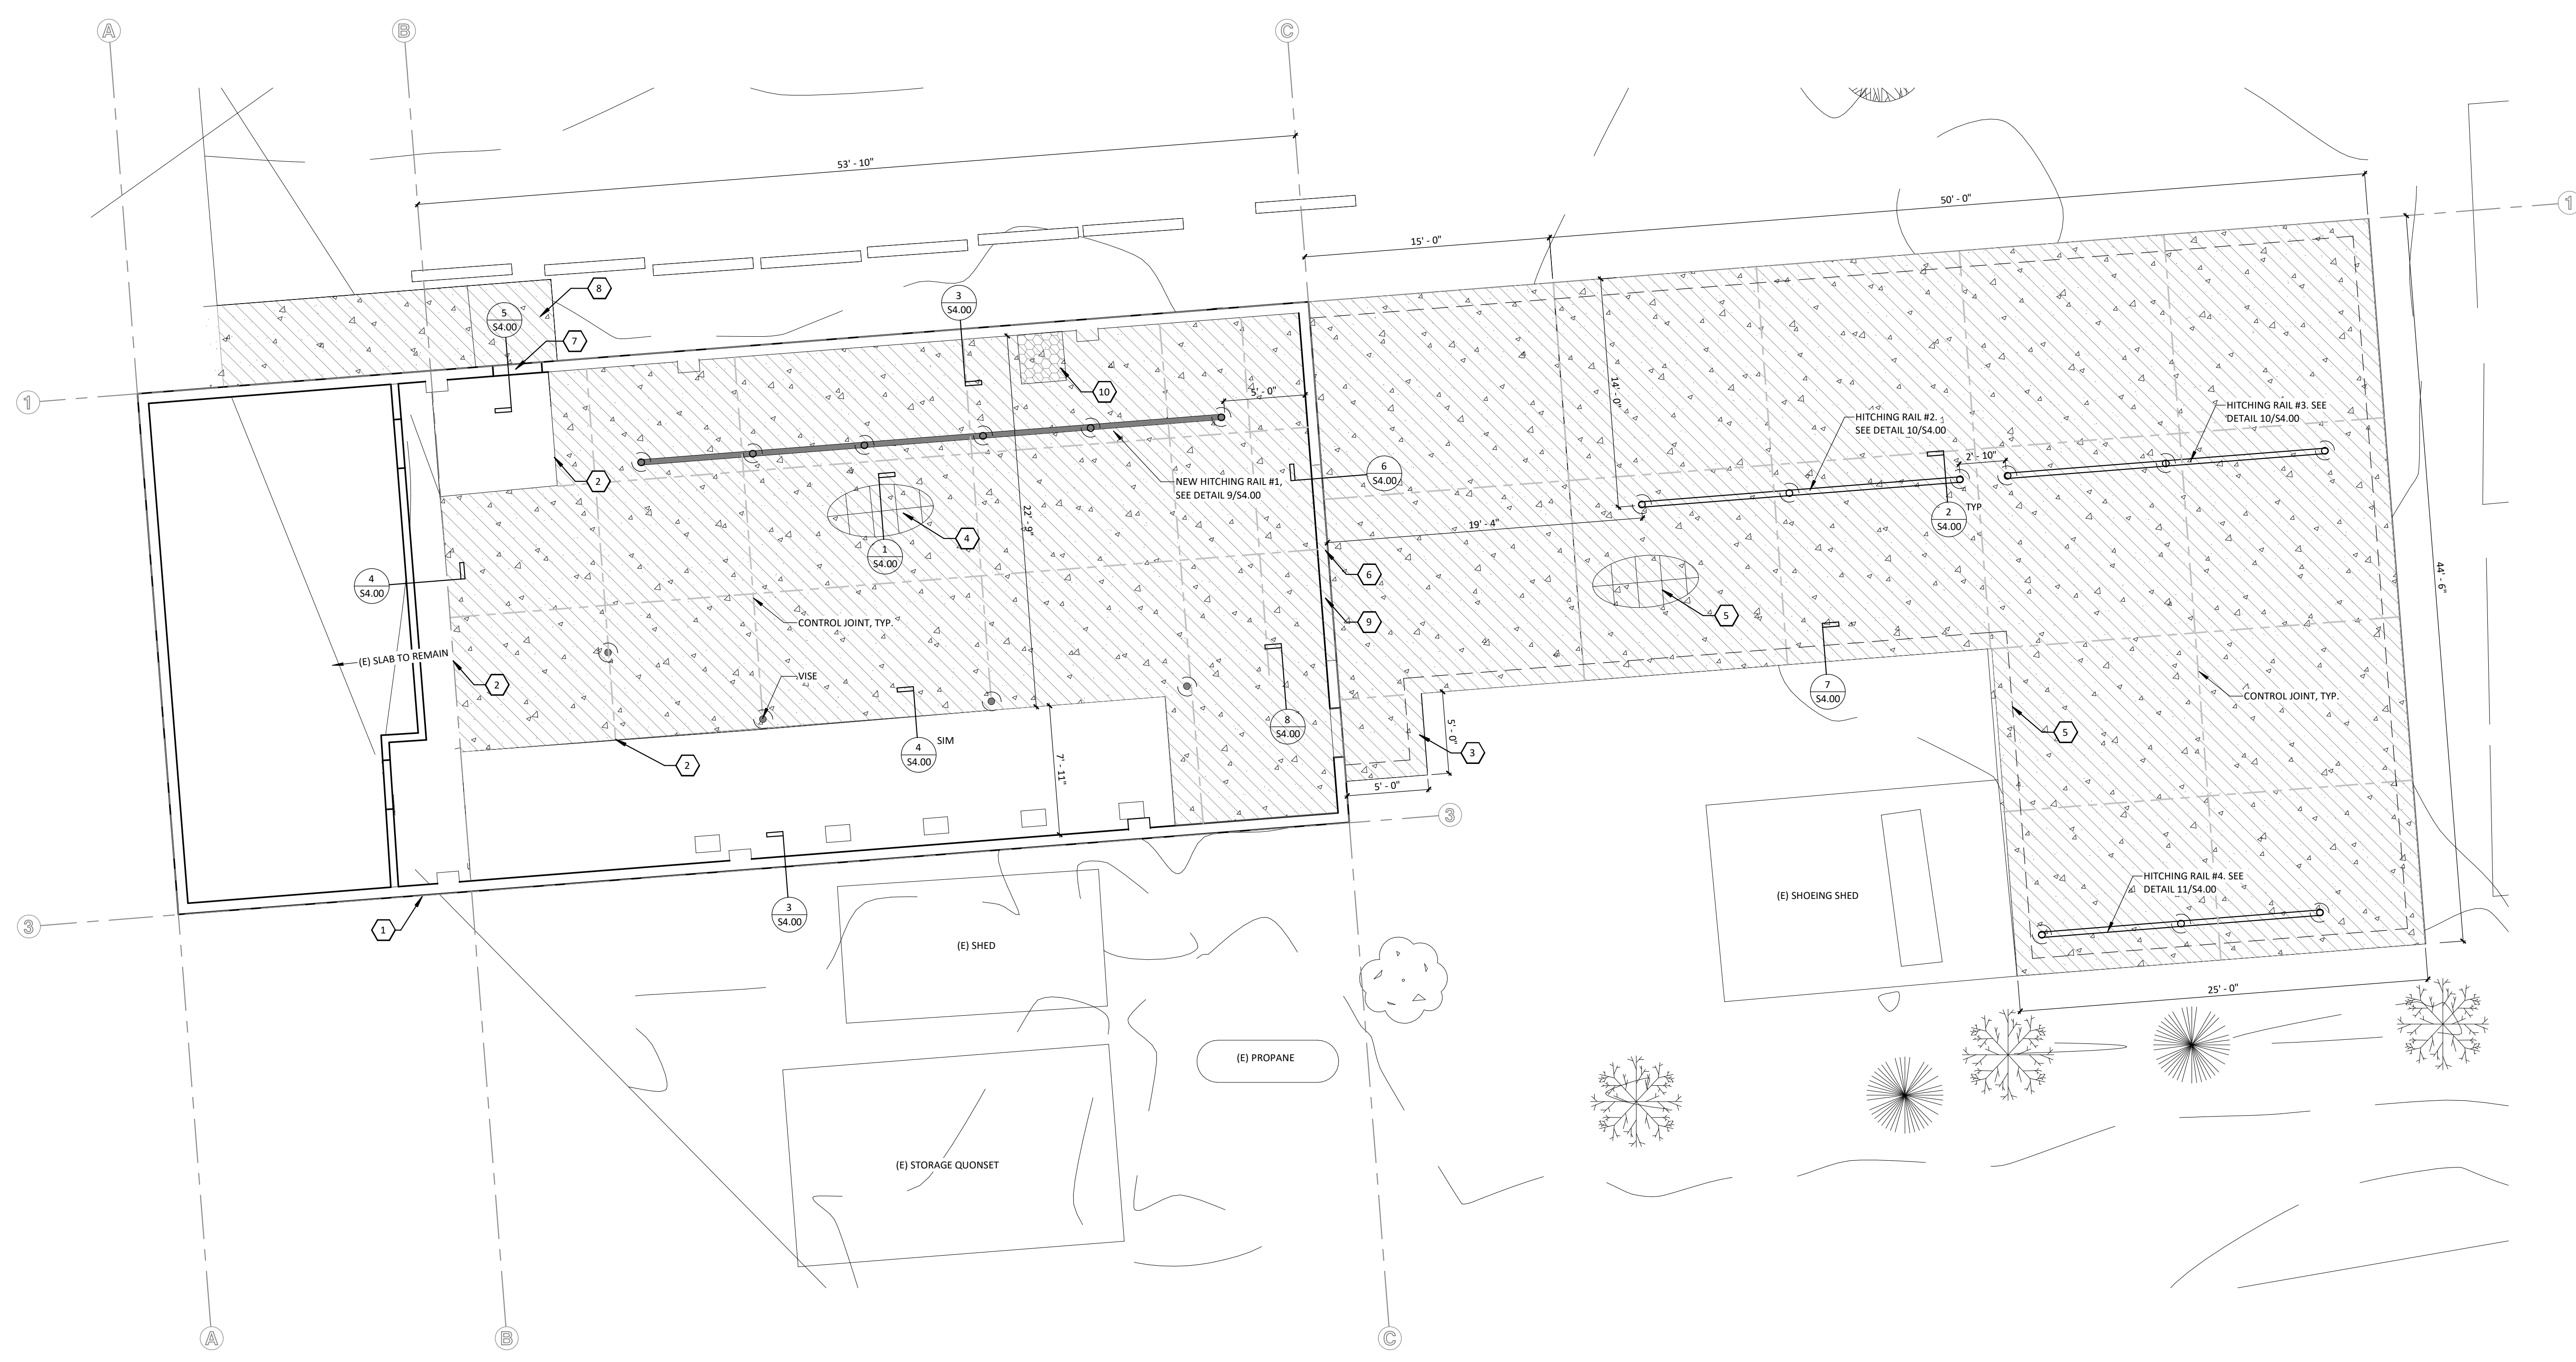 A
B
C
53' - 10"
50' - 0"
15' - 0"
1
8
5
S4.00
7
3
S4.00
10
5' - 0"
14' - 0"
1
2
NEW HITCHING RAIL #1,
SEE DETAIL 9/S4.00
6
S4.00
HITCHING RAIL #2.
SEE DETAIL 10/S4.00
HITCHING RAIL #3. SEE
DETAIL 10/S4.00
2' - 10"
2
S4.00
TYP
22' - 9"
19' - 4"
4
1
S4.00
4
S4.00
6
9
5
44' - 6"
CONTROL JOINT, TYP.
(E) SLAB TO REMAIN
2
VISE
4
S4.00
SIM
2
8
S4.00
7
S4.00
CONTROL JOINT, TYP.
5' - 0"
3
5
7' - 11"
5' - 0"
3
HITCHING RAIL #4. SEE
DETAIL 11/S4.00
(E) SHOEING SHED
3
1
3
S4.00
(E) SHED
25' - 0"
(E) PROPANE
(E) STORAGE QUONSET
A
B
C